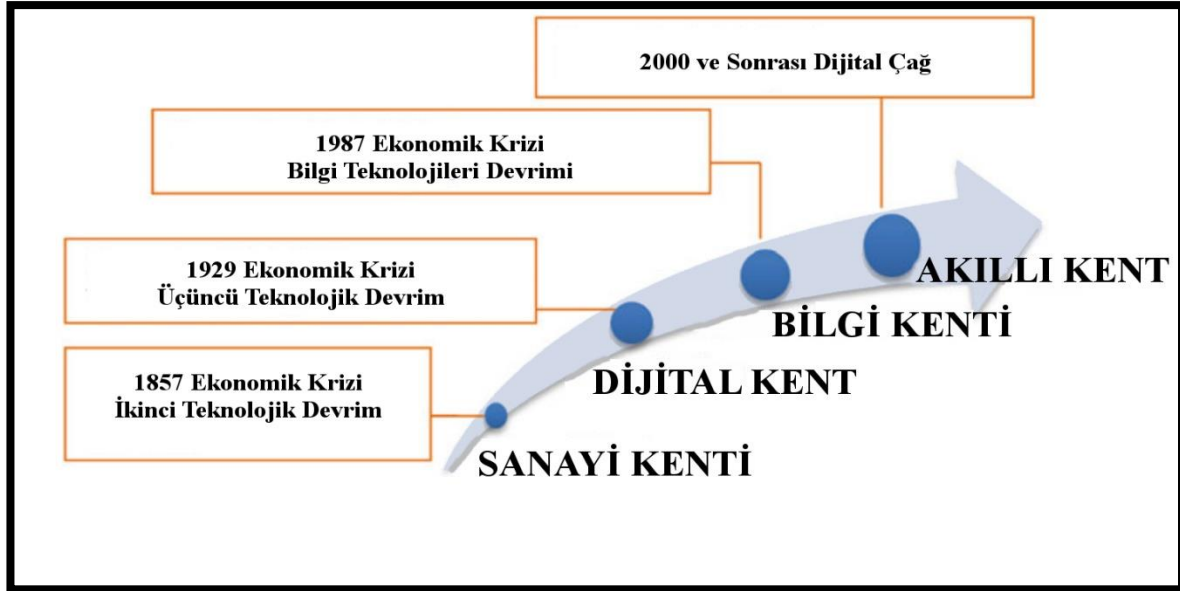 2000 ve Sonrası Dijital Çağ
1987 Ekonomik Krizi
Bilgi Teknolojileri Devrimi
1929 Ekonomik Krizi
Üçüncü Teknolojik Devrim
1857 Ekonomik Krizi
İkinci Teknolojik Devrim
AKILLI KENT
BİLGİ KENTİ
DİJİTAL KENT
SANAYİ KENTİ